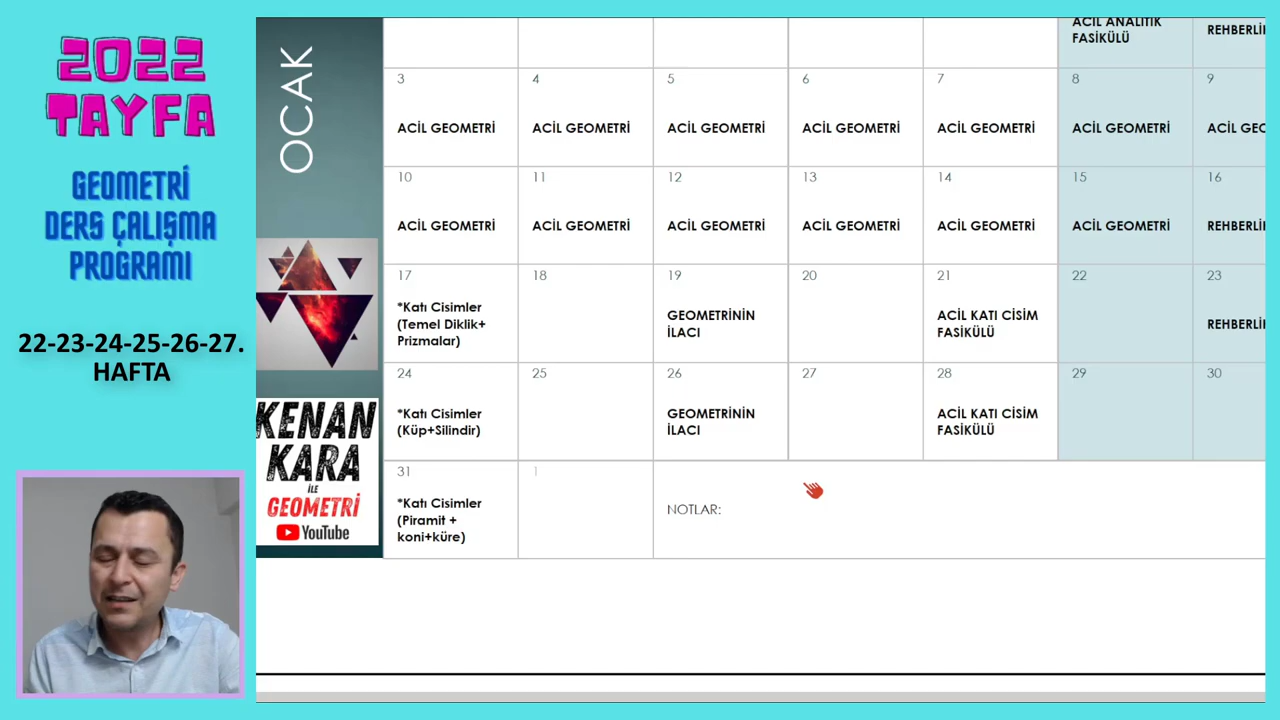 2022
TAYFA
GEOMETRİ
DERS ÇALIŞMA
PROGRAMI
22-23-24-25-26-27.
HAFTA
OCAK
KENAN
KARA
İLE
GEOMETRİ
YouTube
ACİL ANALİTİK
FASİKÜLÜ
3 4 5 6 7 8 9
ACİL GEOMETRİ ACİL GEOMETRİ ACİL GEOMETRİ ACİL GEOMETRİ ACİL GEOMETRİ ACİL GEOMETRİ
10 11 12 13 14 15 16
ACİL GEOMETRİ ACİL GEOMETRİ ACİL GEOMETRİ ACİL GEOMETRİ ACİL GEOMETRİ ACİL GEOMETRİ
17 18 19 20 21 22 23
*Katı Cisimler
(Temel Diklik+
Prizmalar)
GEOMETRİNİN
İLACI
ACİL KATI CİSİM
FASİKÜLÜ
24 25 26 27 28 29 30
*Katı Cisimler
(Küp+Silindir)
GEOMETRİNİN
İLACI
ACİL KATI CİSİM
FASİKÜLÜ
31 1
*Katı Cisimler
(Piramit +
koni+küre)
NOTLAR: